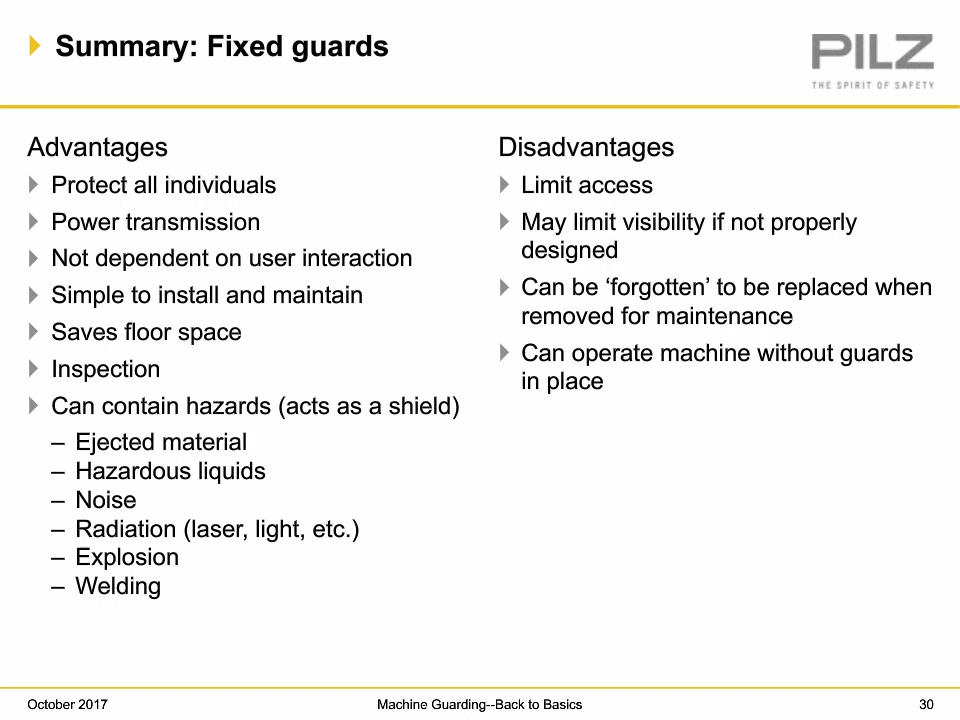 Summary: Fixed guards
PILZ
THE SPIRIT OF SAFETY
Advantages
Protect all individuals
Power transmission
Not dependent on user interaction
Simple to install and maintain
Saves floor space
Inspection
Can contain hazards (acts as a shield)
– Ejected material
– Hazardous liquids
– Noise
– Radiation (laser, light, etc.)
– Explosion
– Welding
Disadvantages
Limit access
May limit visibility if not properly
designed
Can be ‘forgotten’ to be replaced when
removed for maintenance
Can operate machine without guards
in place
October 2017
Machine Guarding--Back to Basics
30